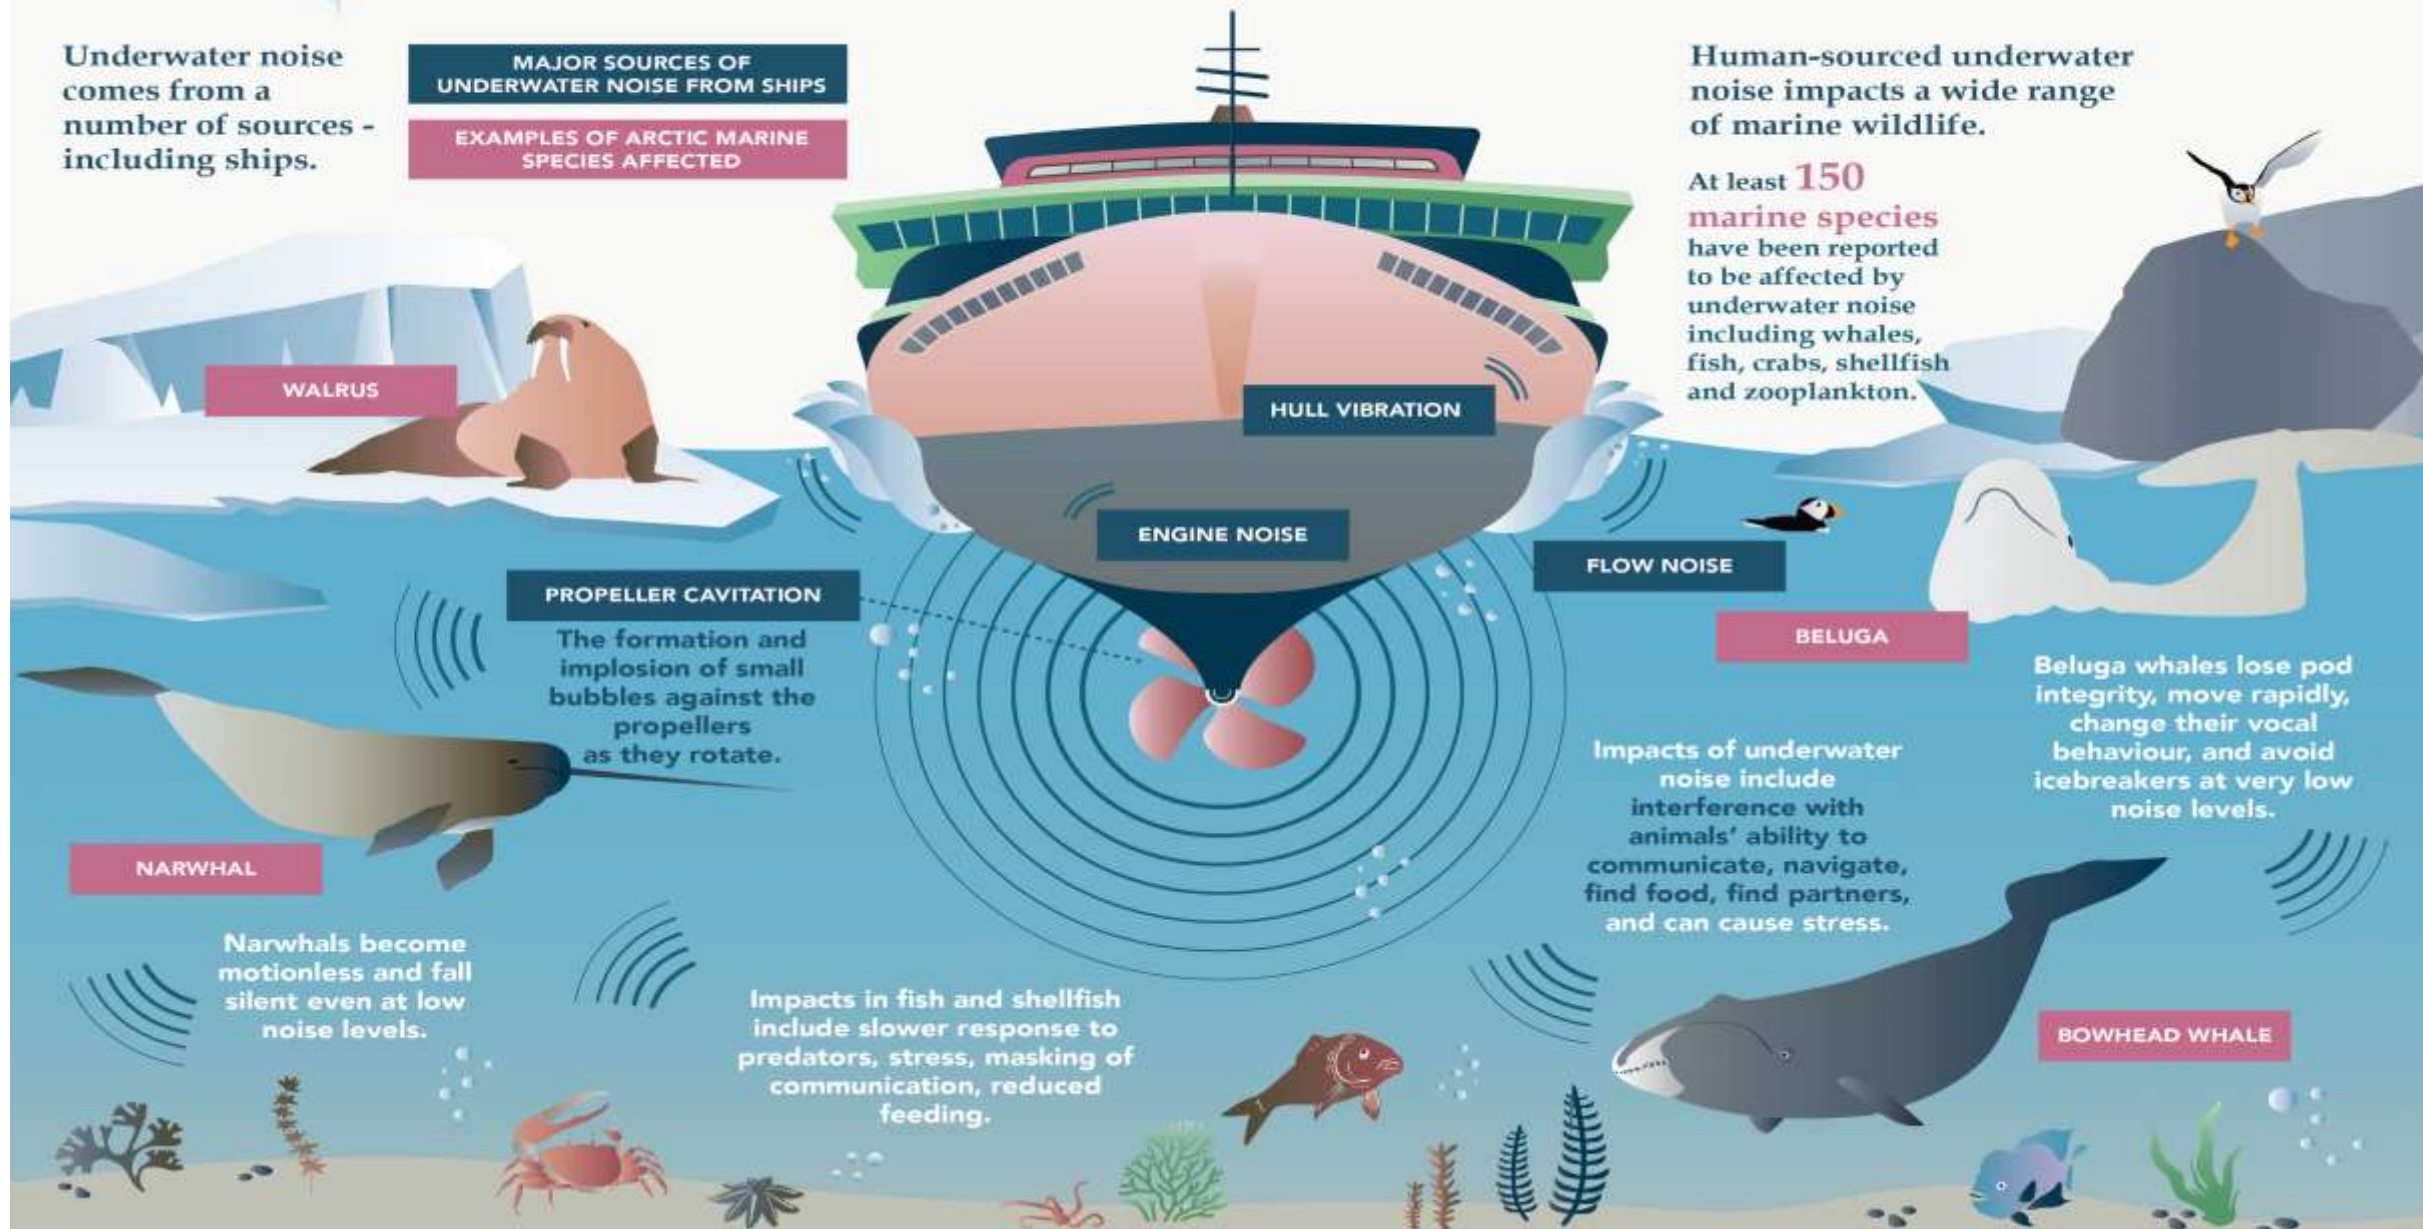 Underwater noise
comes from a
number of sources -
including ships.
MAJOR SOURCES OF
UNDERWATER NOISE FROM SHIPS
EXAMPLES OF ARCTIC MARINE
SPECIES AFFECTED
Human-sourced underwater
noise impacts a wide range
of marine wildlife.
At least 150
marine species
have been reported
to be affected by
underwater noise
including whales,
fish, crabs, shellfish
and zooplankton.
WALRUS
HULL VIBRATION
ENGINE NOISE
FLOW NOISE
PROPELLER CAVITATION
The formation and
implosion of small
bubbles against the
propellers
as they rotate.
BELUGA
Beluga whales lose pod
integrity, move rapidly,
change their vocal
behaviour, and avoid
icebreakers at very low
noise levels.
Impacts of underwater
noise include
interference with
animals' ability to
communicate, navigate,
find food, find partners,
and can cause stress.
NARWHAL
Narwhals become
motionless and fall
silent even at low
noise levels.
Impacts in fish and shellfish
include slower response to
predators, stress, masking of
communication, reduced
feeding.
BOWHEAD WHALE